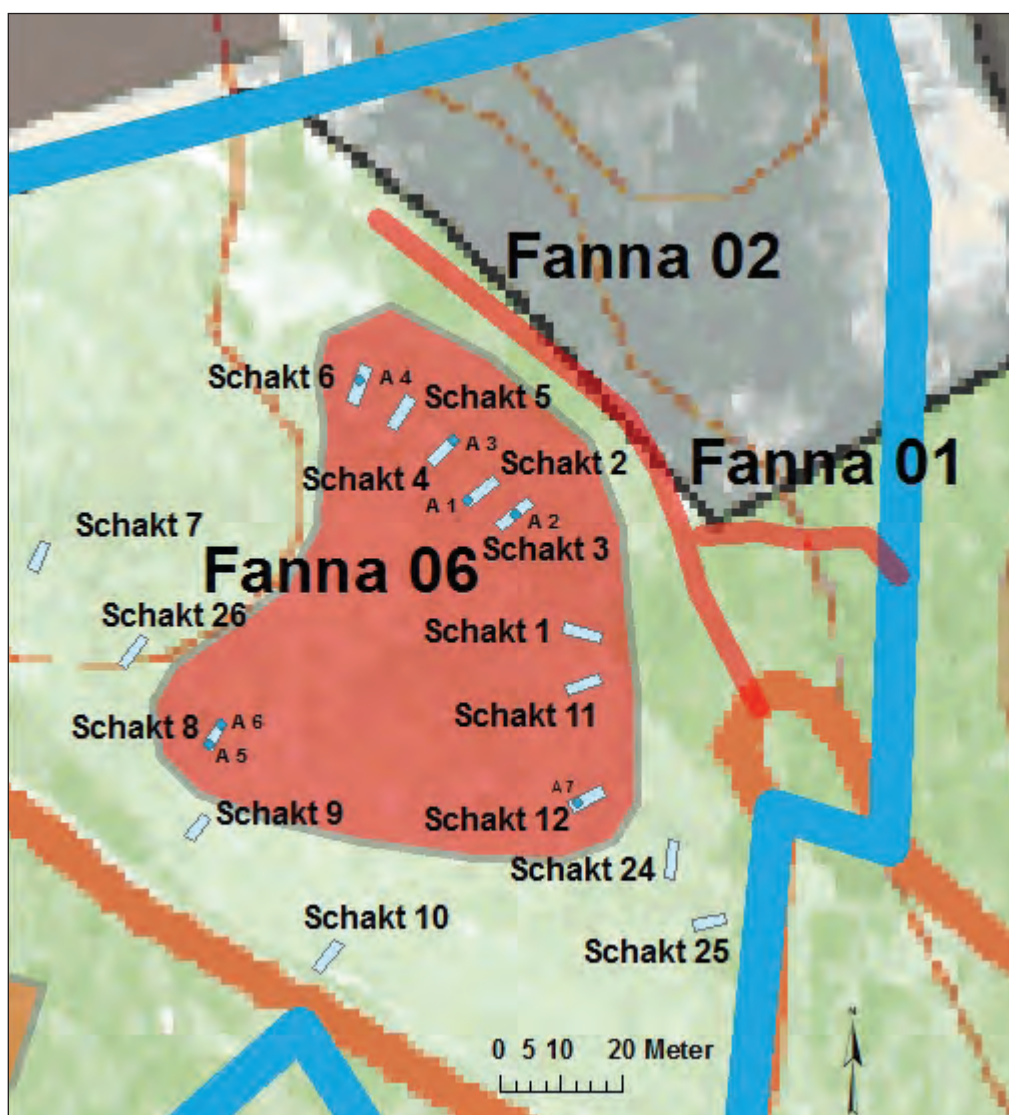 Fanna 02
Schakt 6
A 4
Schakt 5
A 3
Fanna 01
Schakt 4
Schakt 2
A 1
A 2
Schakt 3
Schakt 7
Fanna 06
Schakt 26
Schakt 1
Schakt 11
Schakt 8
A 6
A 5
A 7
Schakt 12
Schakt 9
Schakt 24
Schakt 10
Schakt 25
0 5 10 20 Meter
N